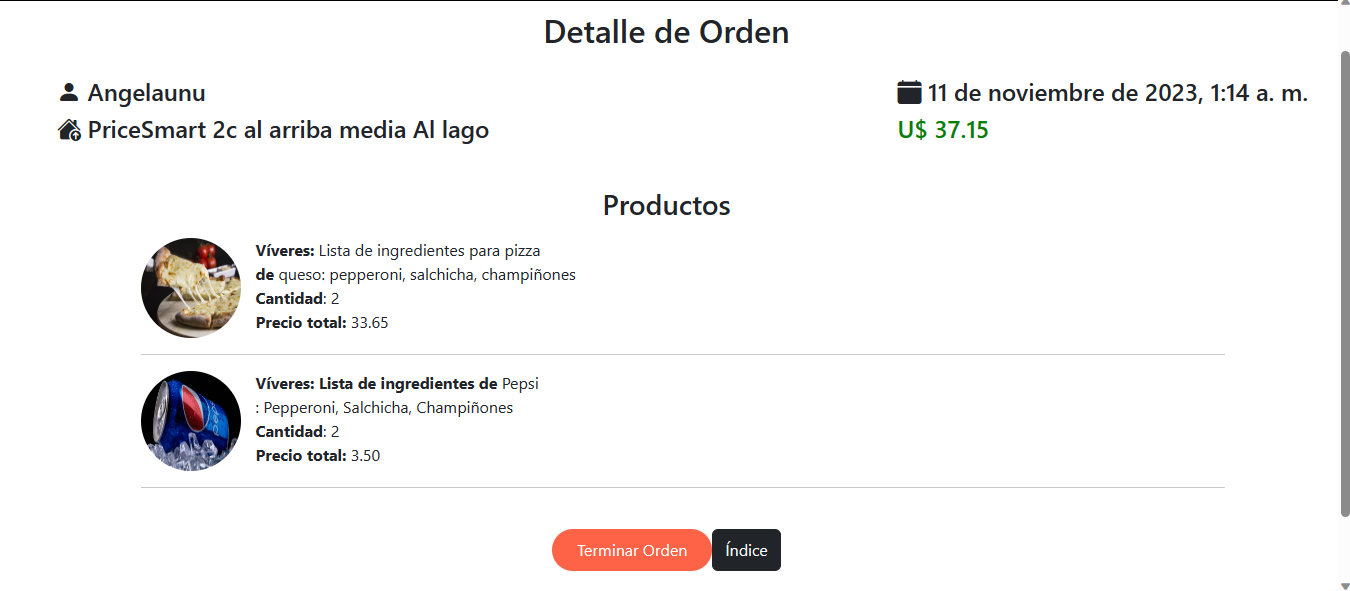 Detalle de Orden
Angelaunu
11 de noviembre de 2023, 1:14 a. m.
PriceSmart 2c al arriba media Al lago
U$ 37.15
Productos
Víveres: Lista de ingredientes para pizza
de queso: pepperoni, salchicha, champiñones
Cantidad: 2
Precio total: 33.65
Víveres: Lista de ingredientes de Pepsi
: Pepperoni, Salchicha, Champiñones
Cantidad: 2
Precio total: 3.50
Terminar Orden
Índice